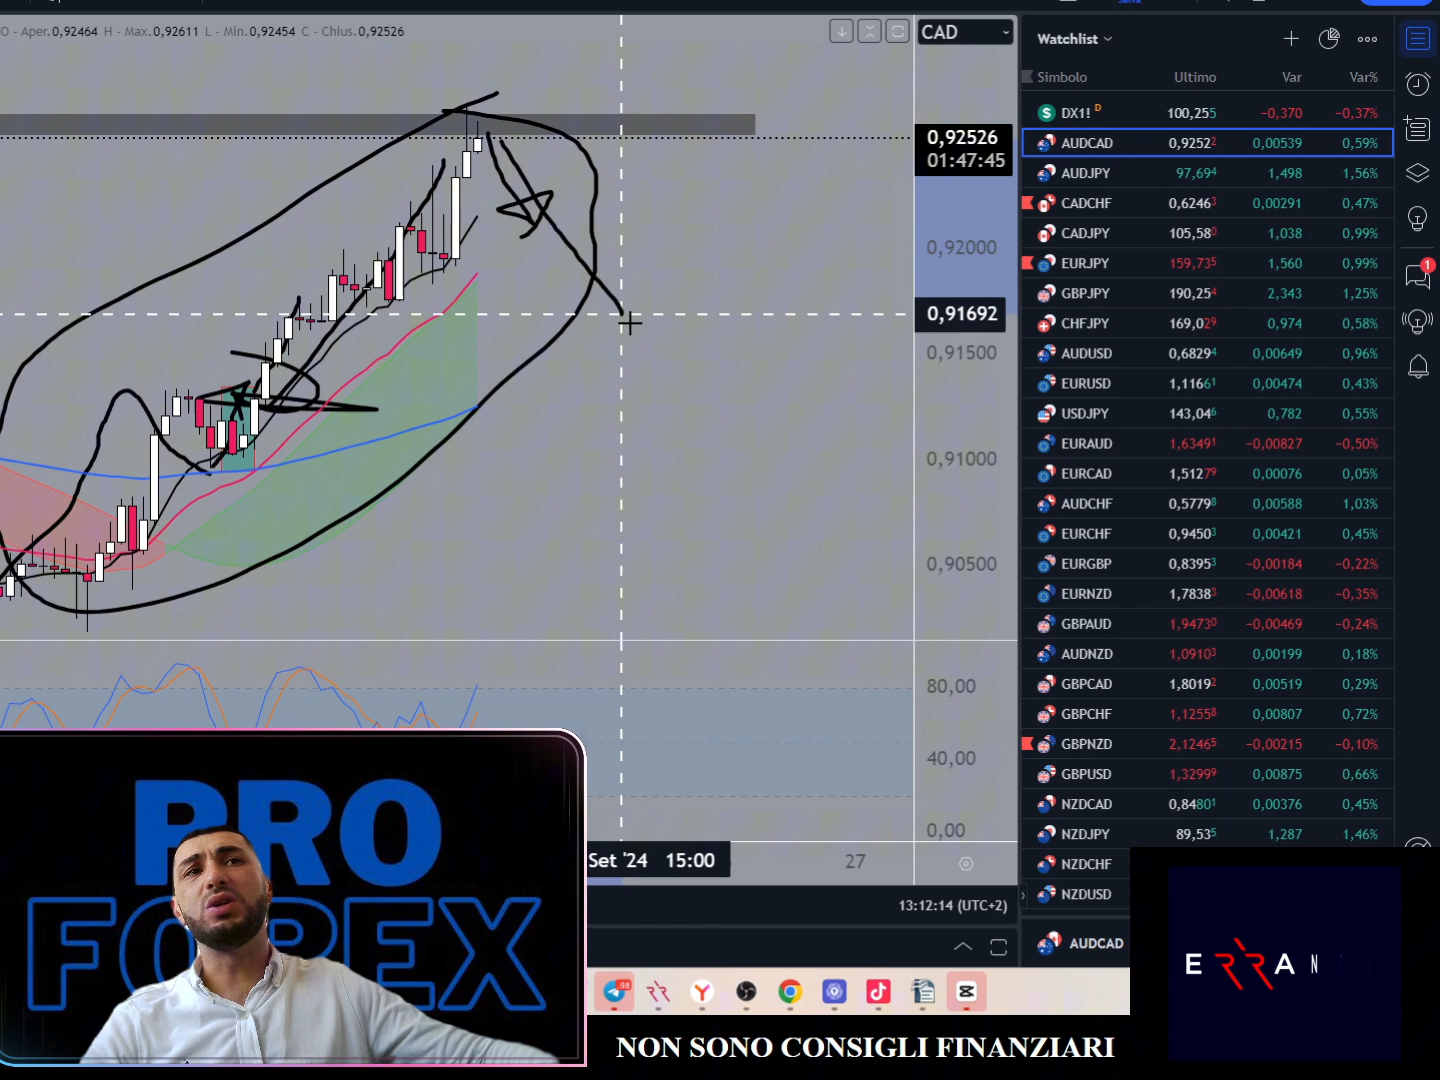 O - Aper.0,92464 H - Max.0,92611 L - Min.0,92454 C - Chius.0,92526
CAD
0,92526
01:47:45
0,92000
0,91692
0,91500
0,91000
0,90500
80,00
40,00
0,00
Set '24 15:00
27
13:12:14 (UTC+2)
Watchlist
Simbolo Ultimo Var Var%
DX1! D 100,255 −0,370 −0,37%
AUDCAD 0,92522 0,00539 0,59%
AUDJPY 97,694 1,498 1,56%
CADCHF 0,62463 0,00291 0,47%
CADJPY 105,580 1,038 0,99%
EURJPY 159,735 1,560 0,99%
GBPJPY 190,254 2,343 1,25%
CHFJPY 169,029 0,974 0,58%
AUDUSD 0,68294 0,00649 0,96%
EURUSD 1,11661 0,00474 0,43%
USDJPY 143,046 0,782 0,55%
EURAUD 1,63491 −0,00827 −0,50%
EURCAD 1,51279 0,00076 0,05%
AUDCHF 0,57798 0,00588 1,03%
EURCHF 0,94503 0,00421 0,45%
EURGBP 0,83953 −0,00184 −0,22%
EURNZD 1,78383 −0,00618 −0,35%
GBPAUD 1,94730 −0,00469 −0,24%
AUDNZD 1,09103 0,00199 0,18%
GBPCAD 1,80192 0,00519 0,29%
GBPCHF 1,12558 0,00807 0,72%
GBPNZD 2,12465 −0,00215 −0,10%
GBPUSD 1,32999 0,00875 0,66%
NZDCAD 0,84801 0,00376 0,45%
NZDJPY 89,535 1,287 1,46%
NZDCHF
NZDUSD
AUDCAD
1
98
PRO
FOREX
ERRAN
NON SONO CONSIGLI FINANZIARI